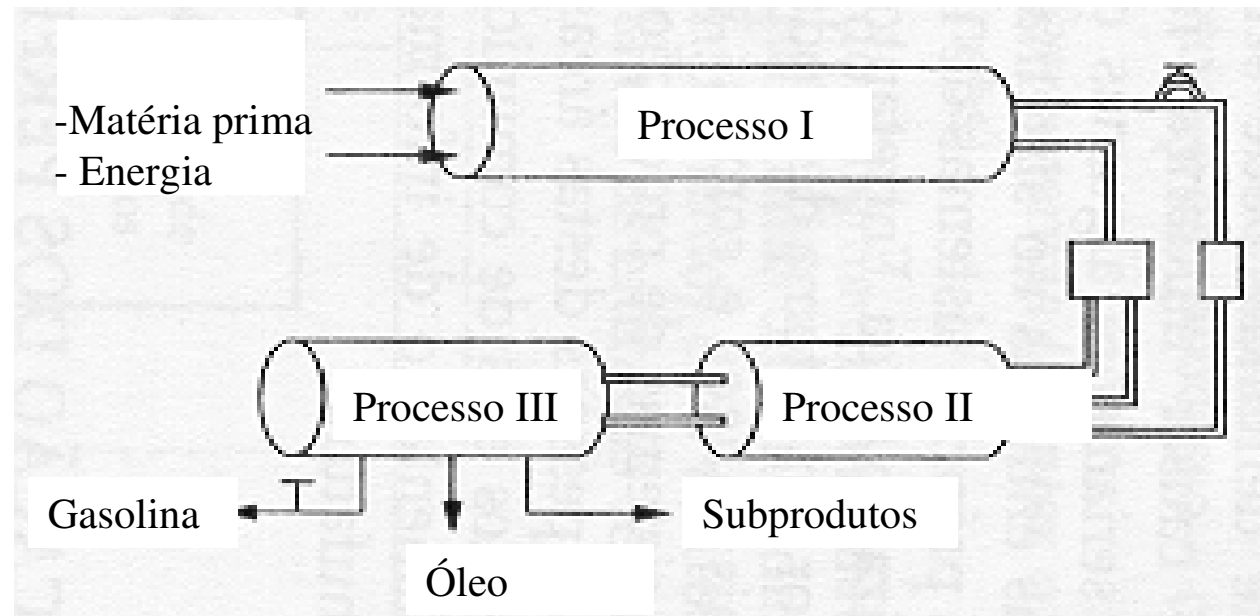 -Matéria prima
- Energia
Processo I
Processo III
Processo II
Gasolina
Óleo
Subprodutos